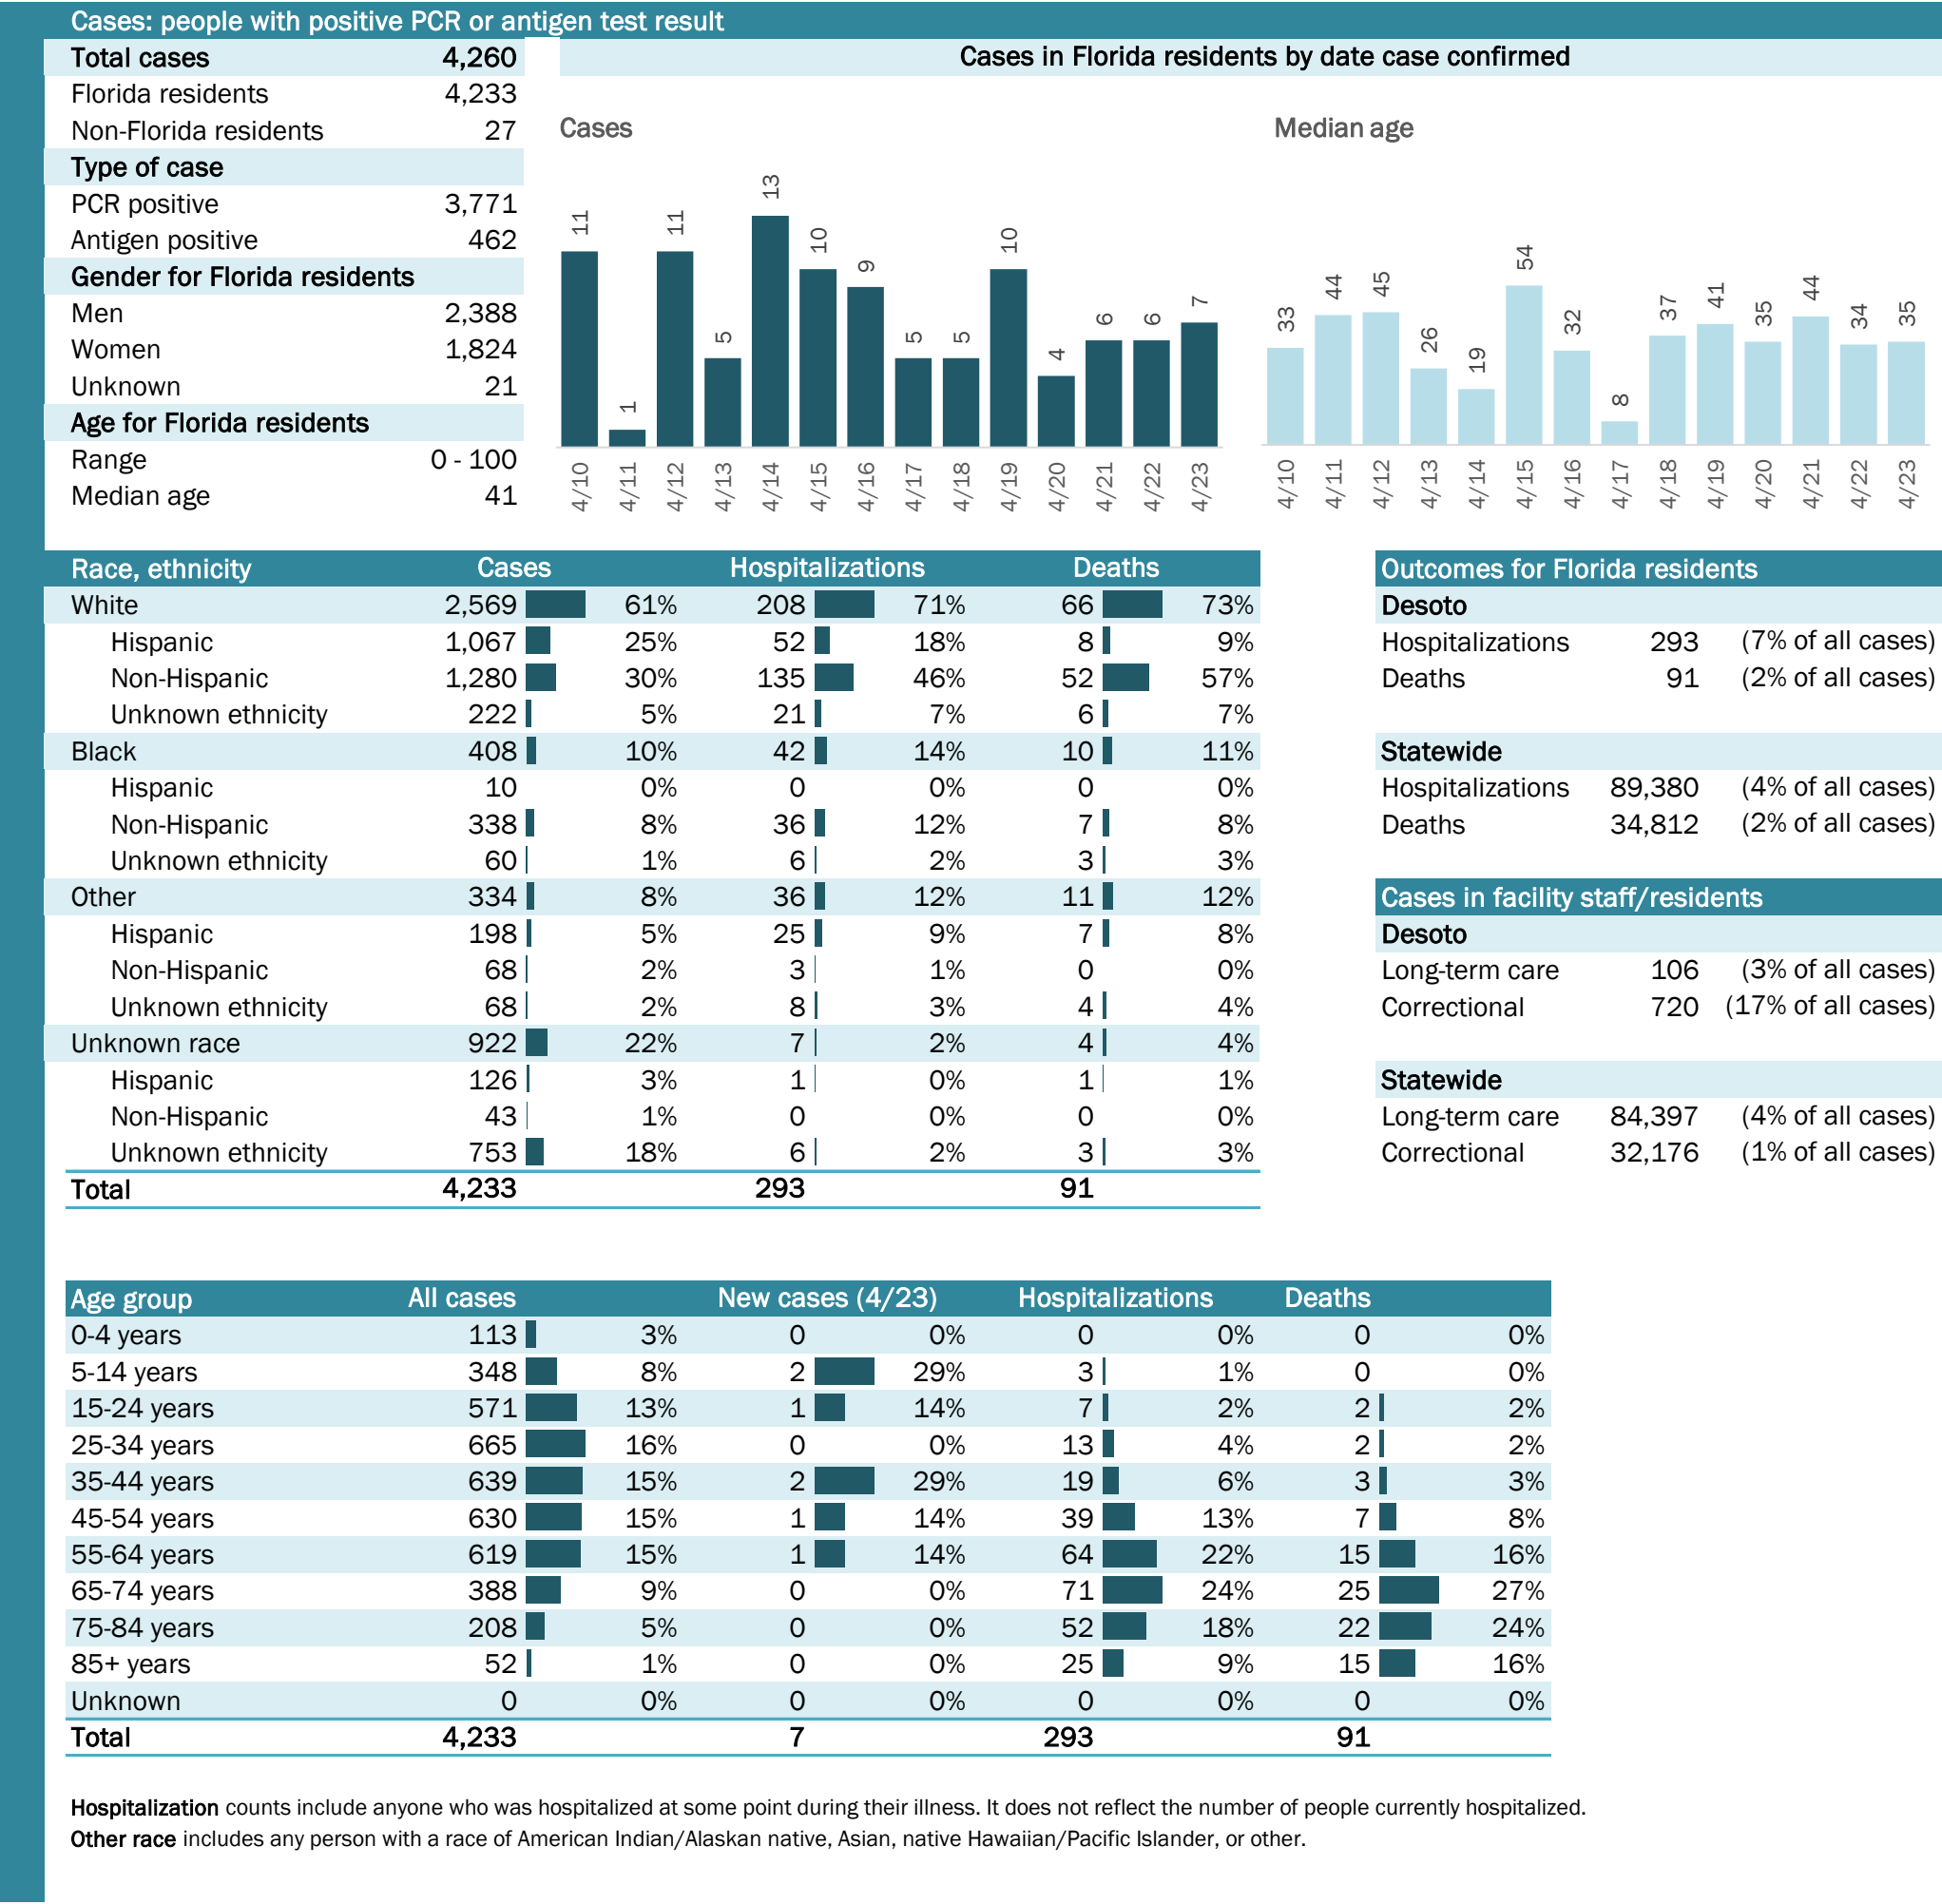 Cases: people with positive PCR or antigen test result
Total cases 4,260
Florida residents 4,233
Non-Florida residents 27
Type of case
PCR positive 3,771
Antigen positive 462
Gender for Florida residents
Men 2,388
Women 1,824
Unknown 21
Age for Florida residents
Range 0 - 100
Median age 41
Cases in Florida residents by date case confirmed
Cases
11 1 11 5 13 10 9 5 5 10 4 6 6 7
4/10 4/11 4/12 4/13 4/14 4/15 4/16 4/17 4/18 4/19 4/20 4/21 4/22 4/23
Median age
33 44 45 26 19 54 32 8 37 41 35 44 34 35
4/10 4/11 4/12 4/13 4/14 4/15 4/16 4/17 4/18 4/19 4/20 4/21 4/22 4/23
Race, ethnicity Cases Hospitalizations Deaths
White 2,569 61% 208 71% 66 73%
Hispanic 1,067 25% 52 18% 8 9%
Non-Hispanic 1,280 30% 135 46% 52 57%
Unknown ethnicity 222 5% 21 7% 6 7%
Black 408 10% 42 14% 10 11%
Hispanic 10 0% 0 0% 0 0%
Non-Hispanic 338 8% 36 12% 7 8%
Unknown ethnicity 60 1% 6 2% 3 3%
Other 334 8% 36 12% 11 12%
Hispanic 198 5% 25 9% 7 8%
Non-Hispanic 68 2% 3 1% 0 0%
Unknown ethnicity 68 2% 8 3% 4 4%
Unknown race 922 22% 7 2% 4 4%
Hispanic 126 3% 1 0% 1 1%
Non-Hispanic 43 1% 0 0% 0 0%
Unknown ethnicity 753 18% 6 2% 3 3%
Total 4,233 293 91
Outcomes for Florida residents
Desoto
Hospitalizations 293 (7% of all cases)
Deaths 91 (2% of all cases)
Statewide
Hospitalizations 89,380 (4% of all cases)
Deaths 34,812 (2% of all cases)
Cases in facility staff/residents
Desoto
Long-term care 106 (3% of all cases)
Correctional 720 (17% of all cases)
Statewide
Long-term care 84,397 (4% of all cases)
Correctional 32,176 (1% of all cases)
Age group All cases New cases (4/23) Hospitalizations Deaths
0-4 years 113 3% 0 0% 0 0% 0 0%
5-14 years 348 8% 2 29% 3 1% 0 0%
15-24 years 571 13% 1 14% 7 2% 2 2%
25-34 years 665 16% 0 0% 13 4% 2 2%
35-44 years 639 15% 2 29% 19 6% 3 3%
45-54 years 630 15% 1 14% 39 13% 7 8%
55-64 years 619 15% 1 14% 64 22% 15 16%
65-74 years 388 9% 0 0% 71 24% 25 27%
75-84 years 208 5% 0 0% 52 18% 22 24%
85+ years 52 1% 0 0% 25 9% 15 16%
Unknown 0 0% 0 0% 0 0% 0 0%
Total 4,233 7 293 91
Hospitalization counts include anyone who was hospitalized at some point during their illness. It does not reflect the number of people currently hospitalized.
Other race includes any person with a race of American Indian/Alaskan native, Asian, native Hawaiian/Pacific Islander, or other.